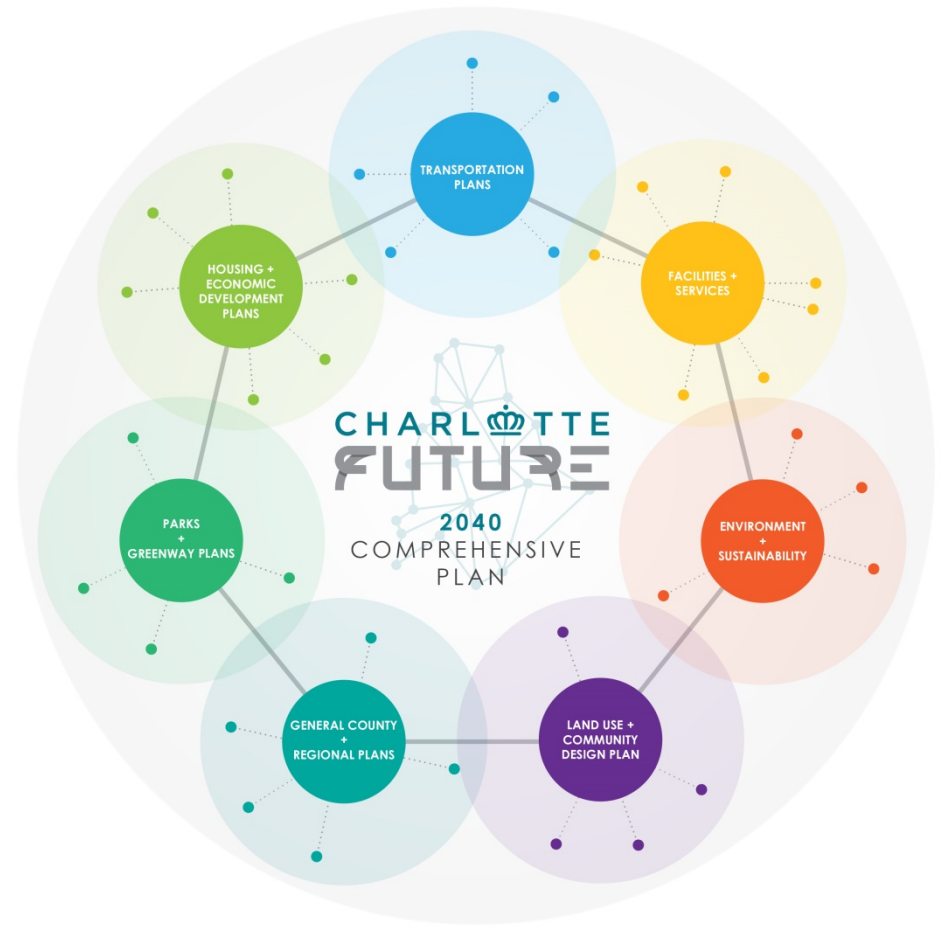 TRANSPORTATION
PLANS
FACILITIES +
SERVICES
ENVIRONMENT
+
SUSTAINABILITY
LAND USE +
COMMUNITY
DESIGN PLAN
GENERAL COUNTY
+
REGIONAL PLANS
PARKS
+
GREENWAY PLANS
HOUSING +
ECONOMIC
DEVELOPMENT
PLANS
CHARLOTTE
FUTURE
2040
COMPREHENSIVE
PLAN